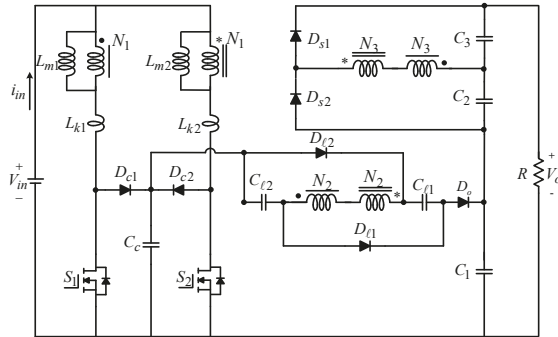 N1 * N1
Lm1 Lm2
iin
Lk1 Lk2
Vin + −
Dc1 Dc2
Cc
S1 S2
Ds1
N3 N3
*
C3
Ds2
C2
Dℓ2
Cℓ2 N2 N2 * Cℓ1 Do
Dℓ1
C1
R + Vo −